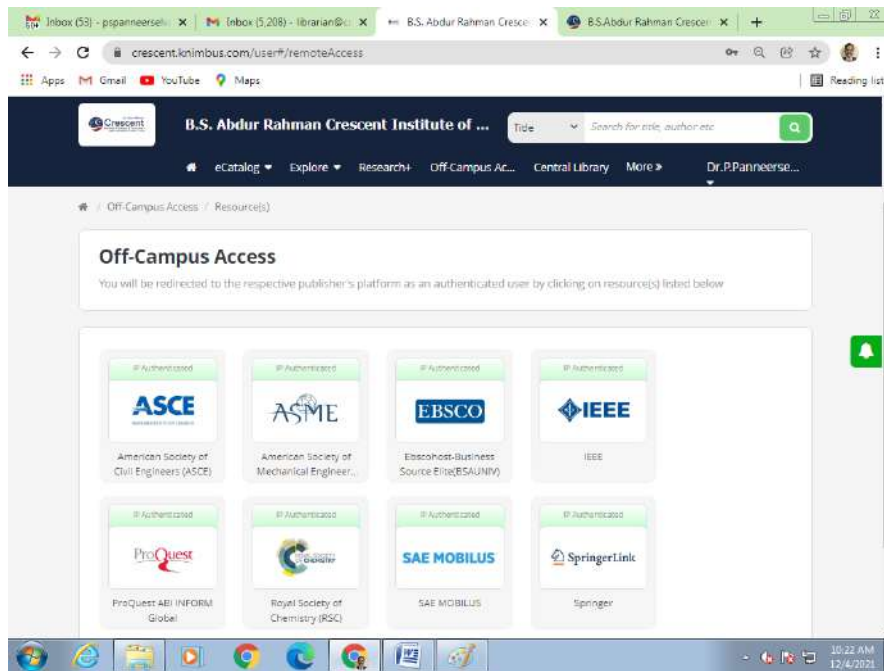 Inbox (53) - pspanneerselv
Inbox (5,208) - librarian@c
B.S. Abdur Rahman Cresce
B.S.Abdur Rahman Crescen
crescent.knimbus.com/user#/remoteAccess
Apps Gmail YouTube Maps Reading list
Crescent
B.S. Abdur Rahman Crescent Institute of ...
Title Search for title, author etc
eCatalog Explore Research+ Off-Campus Ac... Central Library More » Dr.P.Panneerse...
/ Off-Campus Access / Resource(s)
Off-Campus Access
You will be redirected to the respective publisher's platform as an authenticated user by clicking on resource(s) listed below
IP Authenticated IP Authenticated IP Authenticated IP Authenticated
ASCE ASME EBSCO IEEE
American Society of Civil Engineers (ASCE)
American Society of Mechanical Engineer...
Ebscohost-Business Source Elite(BSAUNIV)
IEEE
IP Authenticated IP Authenticated IP Authenticated IP Authenticated
ProQuest ROYAL SOCIETY OF CHEMISTRY SAE MOBILUS SpringerLink
ProQuest ABI INFORM Global
Royal Society of Chemistry (RSC)
SAE MOBILUS
Springer
10:22 AM
12/4/2021